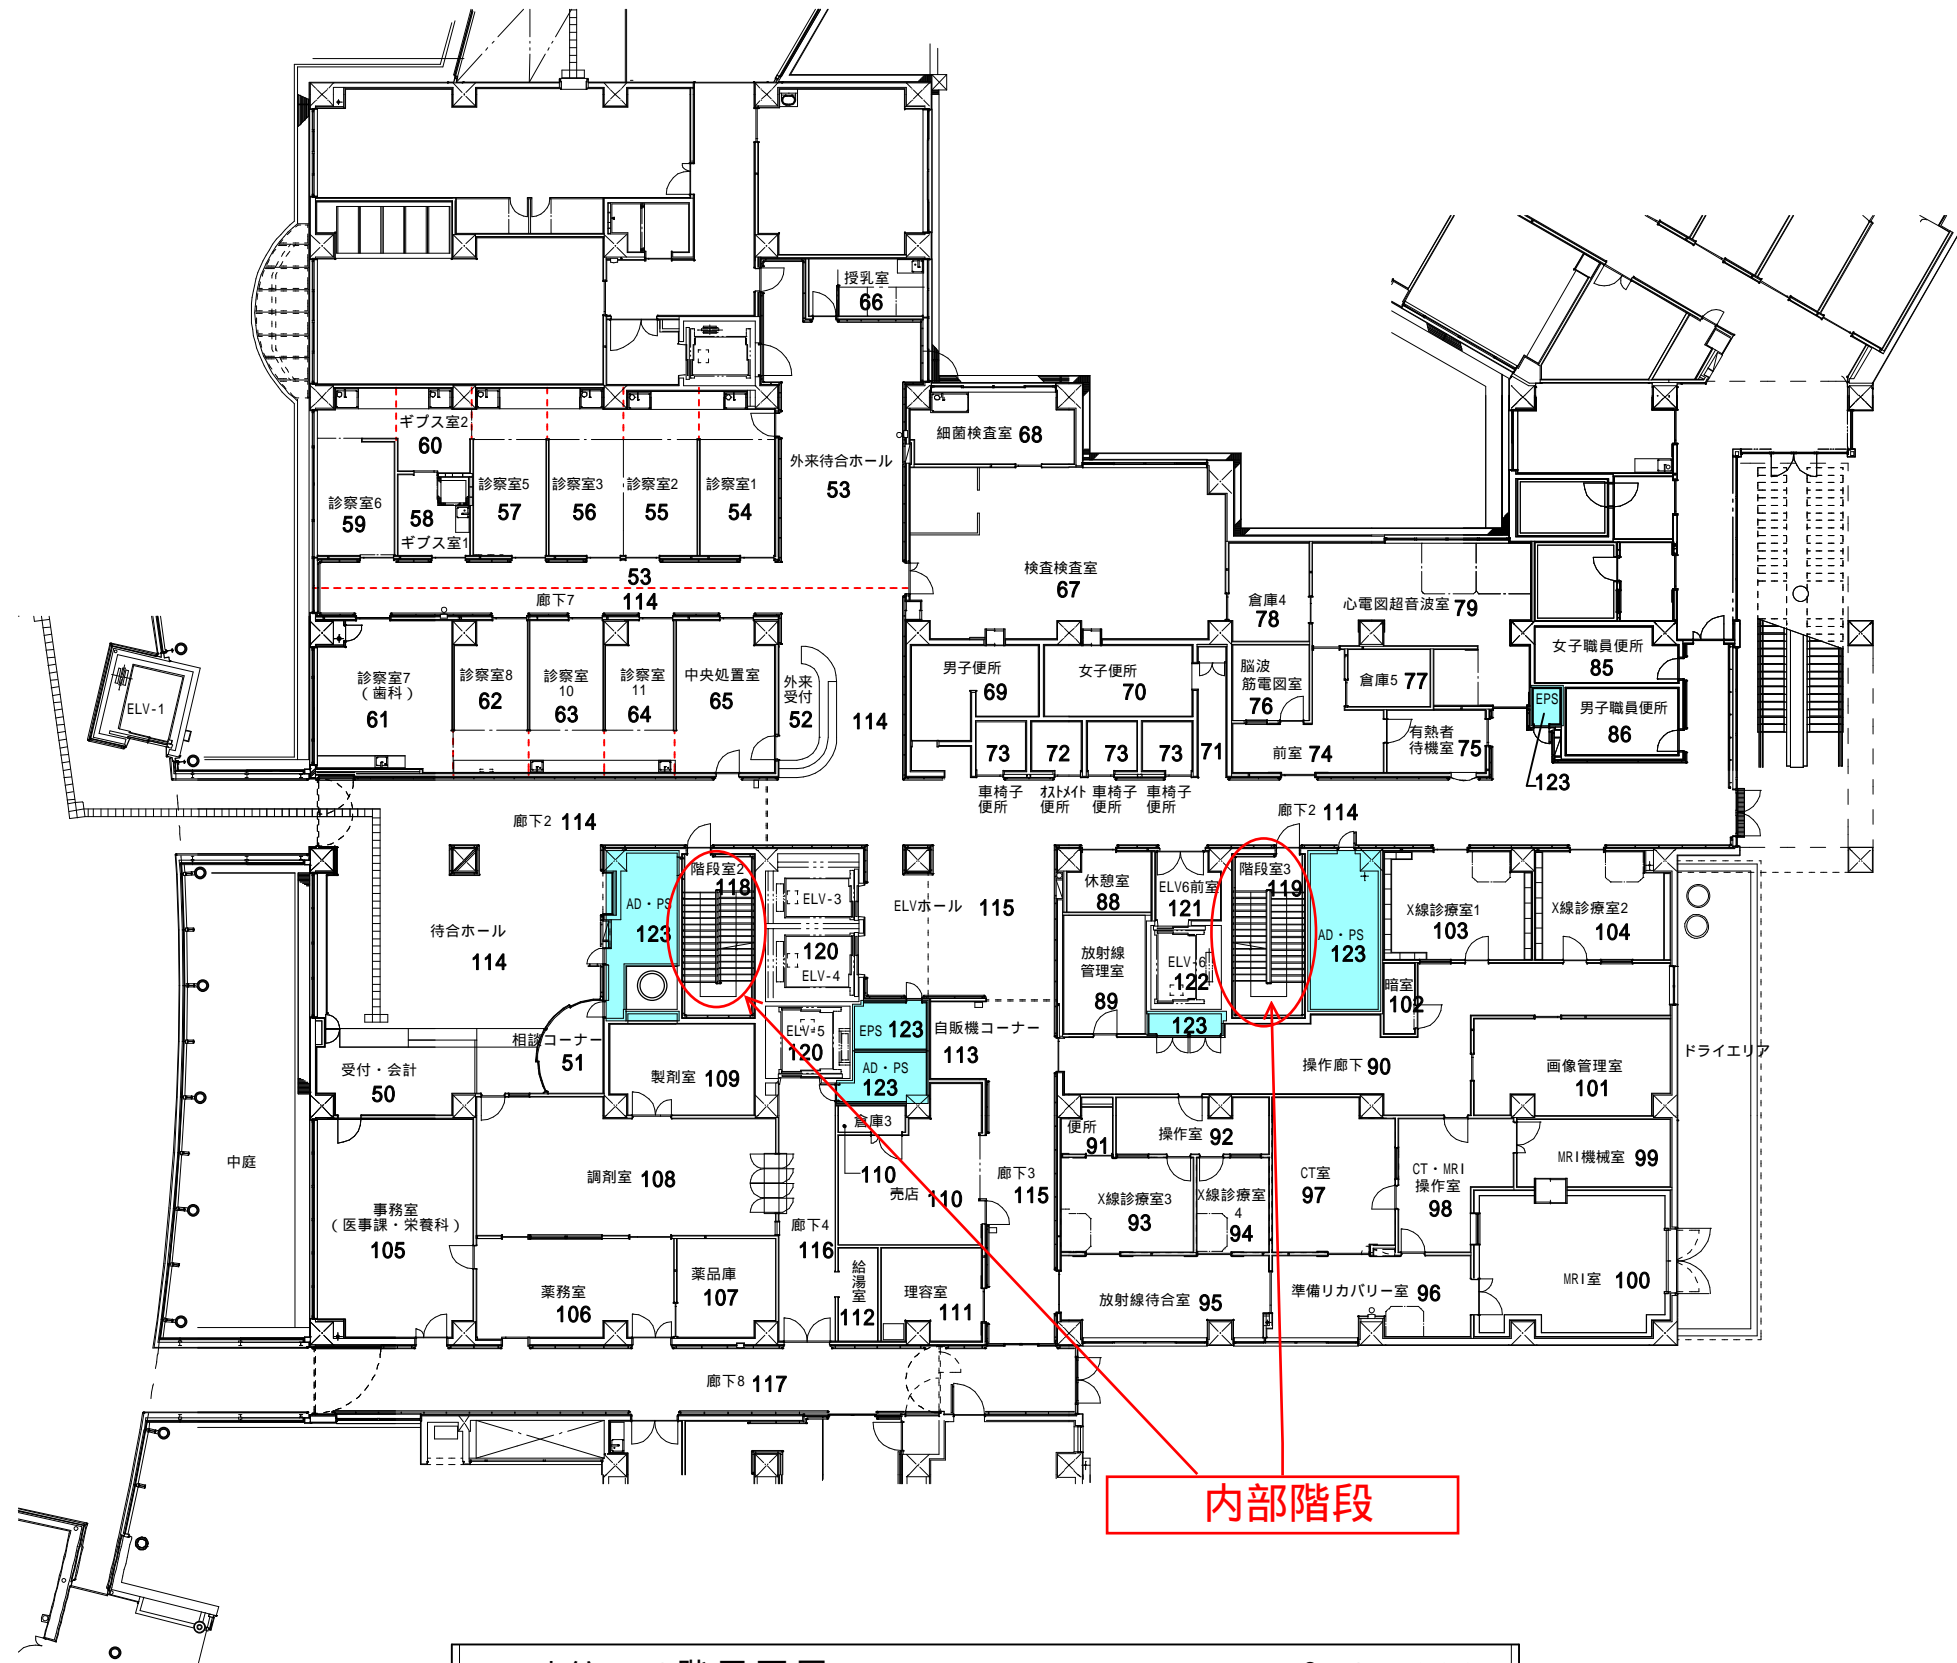 授乳室
66
ギプス室2
60
細菌検査室 68
外来待合ホール
53
診察室6
59
58
ギプス室1
診察室5
57
診察室3
56
診察室2
55
診察室1
54
53
廊下7
114
検査検査室
67
倉庫4
78
心電図超音波室 79
ELV-1
診察室7
(歯科)
61
診察室8
62
診察室
10
63
診察室
11
64
中央処置室
65
外来
受付
52
114
男子便所
69
女子便所
70
71
脳波
筋電図室
76
倉庫5 77
女子職員便所
85
EPS
男子職員便所
86
73
72
73
73
前室 74
有熱者
待機室 75
123
車椅子
便所
オストメイト
便所
車椅子
便所
車椅子
便所
廊下2 114
廊下2 114
階段室2
118
AD・PS
123
ELV-3
120
ELV-4
ELVホール 115
待合ホール
114
休憩室
88
ELV6前室
121
階段室3
119
AD・PS
123
X線診療室1
103
X線診療室2
104
放射線
管理室
89
ELV-6
122
123
暗室
102
相談コーナー
51
受付・会計
50
製剤室 109
ELV-5
120
EPS 123
AD・PS
123
自販機コーナー
113
操作廊下 90
画像管理室
101
ドライエリア
中庭
倉庫3
110
売店 110
調剤室 108
事務室
(医事課・栄養科)
105
廊下3
115
廊下4
116
便所
91
操作室 92
X線診療室3
93
X線診療室
4
94
CT室
97
CT・MRI
操作室
98
MRI機械室 99
MRI室 100
薬務室
106
薬品庫
107
給湯室
112
理容室
111
放射線待合室 95
準備リカバリー室 96
廊下8 117
内部階段